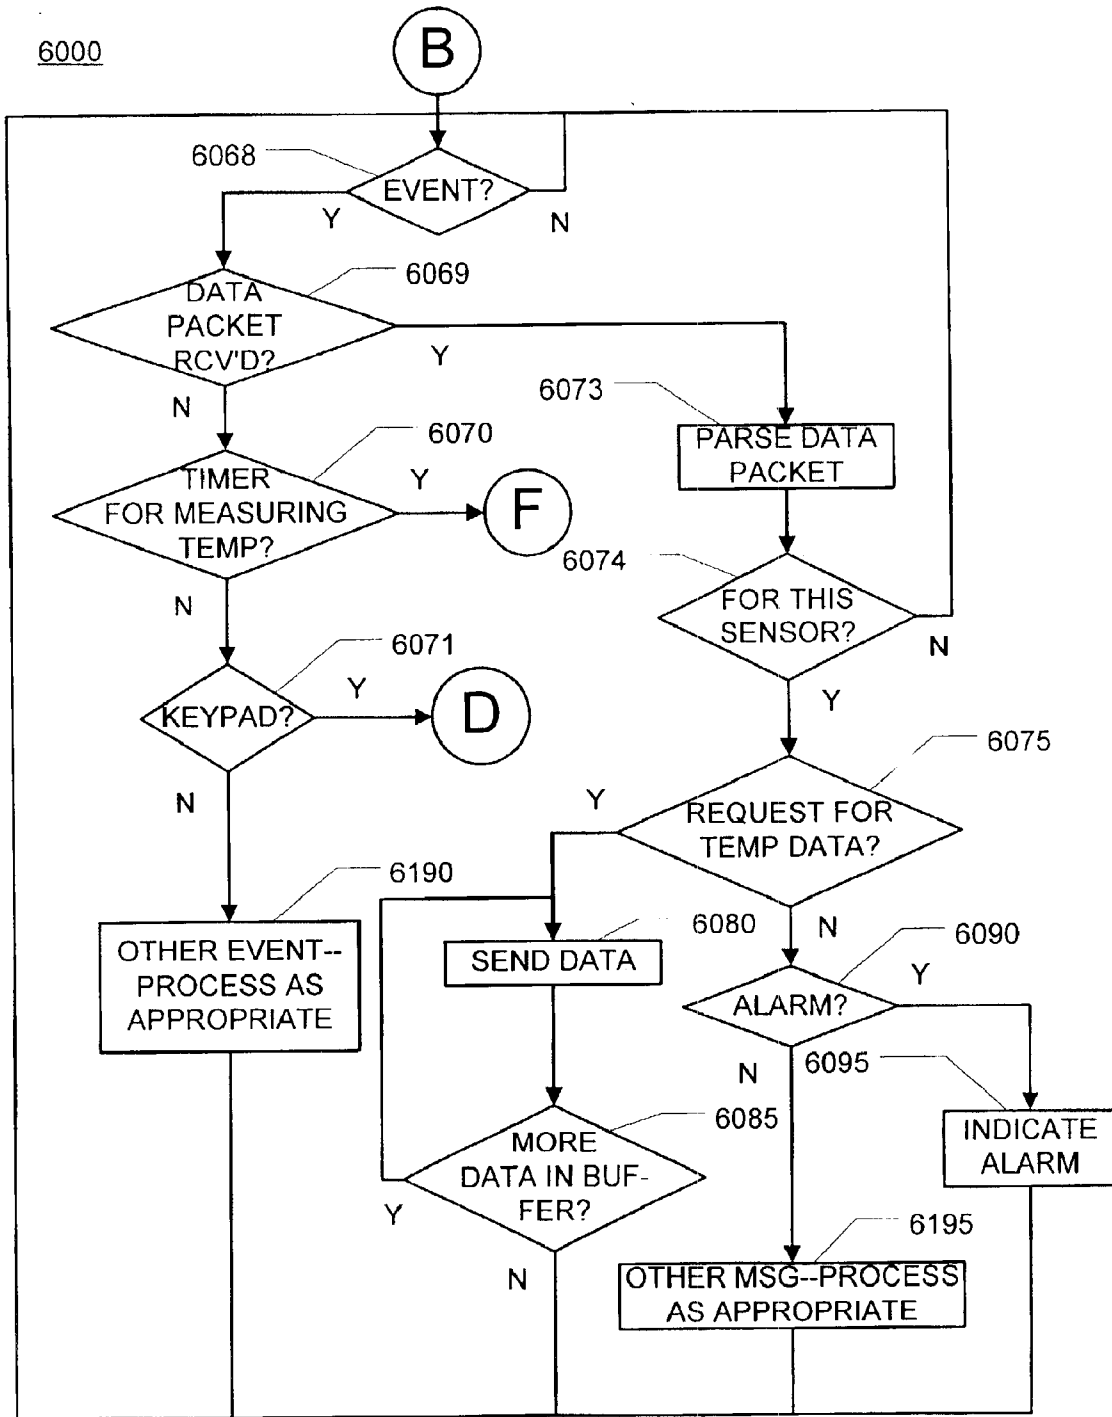 6000
B
6068
EVENT?
Y
N
6069
DATA
PACKET
RCV'D?
Y
N
6073
PARSE DATA
PACKET
6070
TIMER
FOR MEASURING
TEMP?
Y
F
N
6074
FOR THIS
SENSOR?
N
Y
6071
KEYPAD?
Y
D
N
6075
REQUEST FOR
TEMP DATA?
Y
N
6190
OTHER EVENT--
PROCESS AS
APPROPRIATE
6080
SEND DATA
6090
ALARM?
Y
N
6095
INDICATE
ALARM
6085
MORE
DATA IN BUF-
FER?
Y
N
6195
OTHER MSG--PROCESS
AS APPROPRIATE